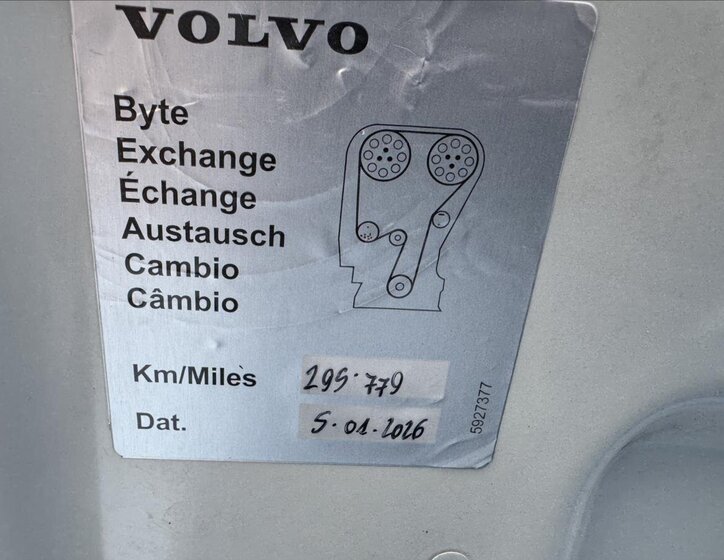 VOLVO
Byte
Exchange
Échange
Austausch
Cambio
Câmbio
Km/Miles 295.779
Dat. 5.01.2026
5927377